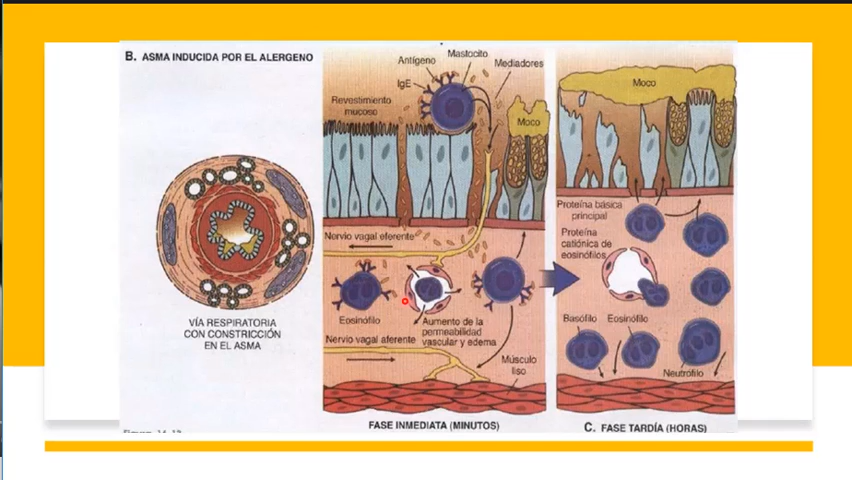 B. ASMA INDUCIDA POR EL ALERGENO
VÍA RESPIRATORIA
CON CONSTRICCIÓN
EN EL ASMA
Antígeno
Mastocito
Mediadores
IgE
Revestimiento
mucoso
Moco
Nervio vagal eferente
Eosinófilo
Aumento de la
permeabilidad
vascular y edema
Nervio vagal aferente
Músculo
liso
FASE INMEDIATA (MINUTOS)
Moco
Proteína básica
principal
Proteína
catiónica de
eosinófilos
Basófilo
Eosinófilo
Neutrófilo
C. FASE TARDÍA (HORAS)